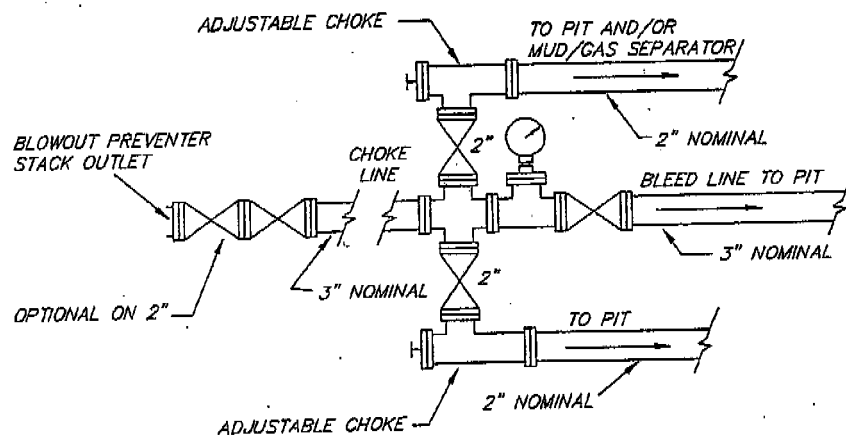 ADJUSTABLE CHOKE
TO PIT AND/OR
MUD/GAS SEPARATOR
2" NOMINAL
BLOWOUT PREVENTER
STACK OUTLET
CHOKE
LINE
2"
BLEED LINE TO PIT
3" NOMINAL
OPTIONAL ON 2"
3" NOMINAL
2"
TO PIT
2" NOMINAL
ADJUSTABLE CHOKE